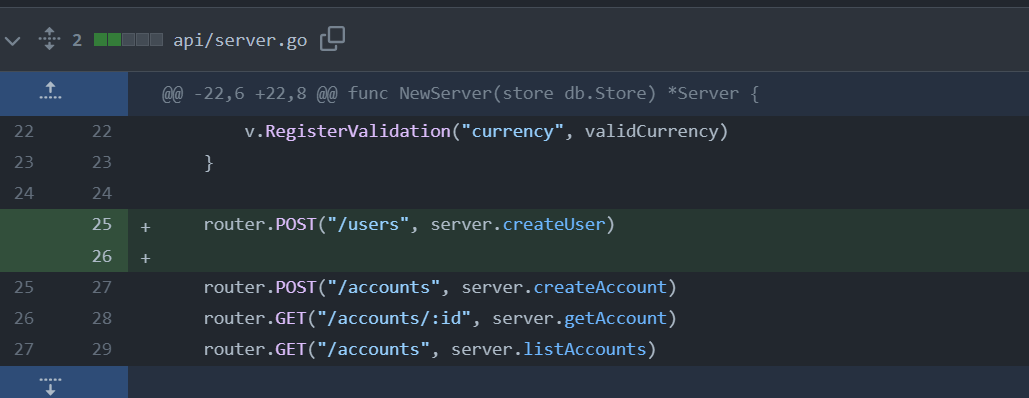 2 api/server.go
@@ -22,6 +22,8 @@ func NewServer(store db.Store) *Server {
22 22 v.RegisterValidation("currency", validCurrency)
23 23 }
24 24
25 + router.POST("/users", server.createUser)
26 +
25 27 router.POST("/accounts", server.createAccount)
26 28 router.GET("/accounts/:id", server.getAccount)
27 29 router.GET("/accounts", server.listAccounts)